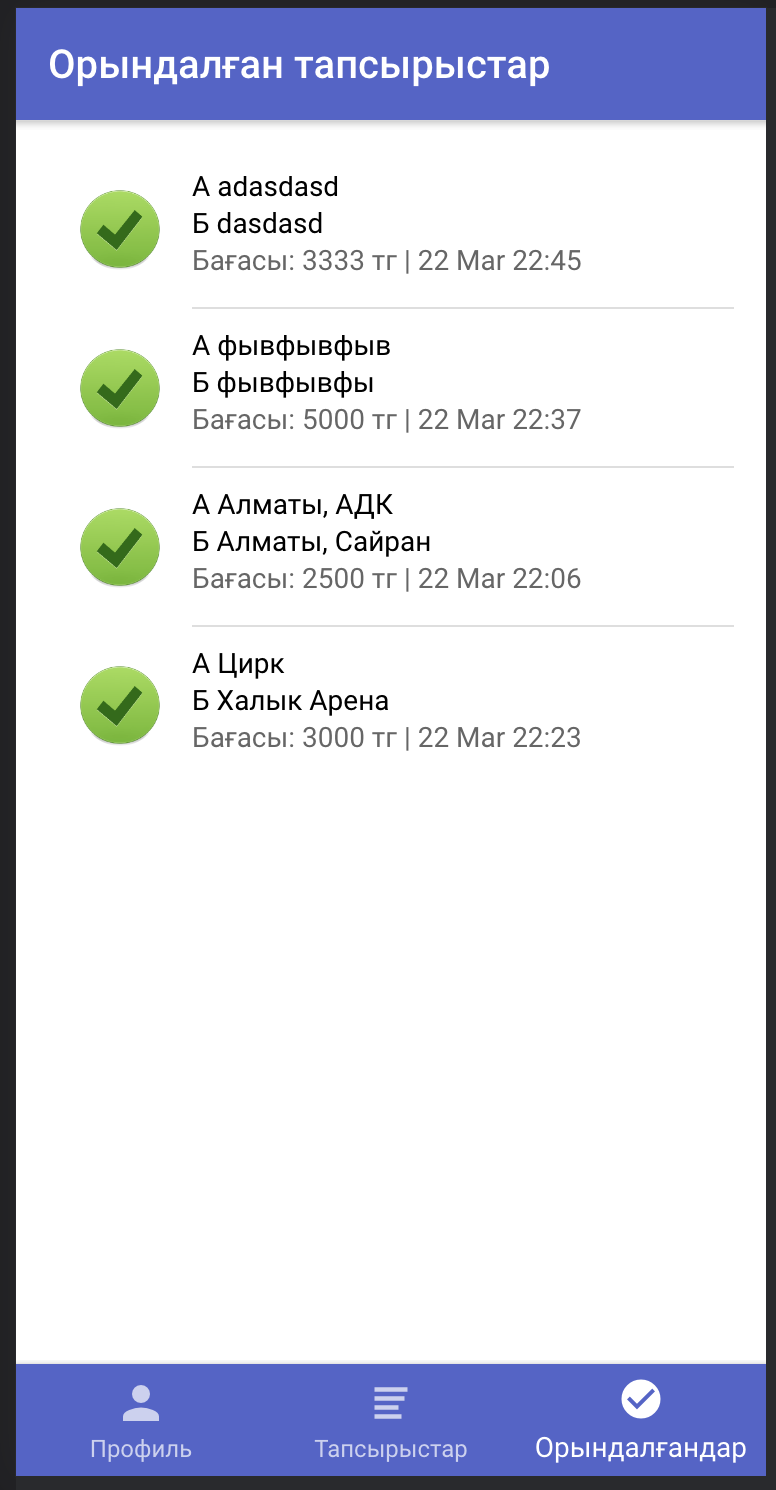 Орындалған тапсырыстар
А adasdasd
Б dasdasd
Бағасы: 3333 тг | 22 Mar 22:45
А фывфывфыв
Б фывфывфы
Бағасы: 5000 тг | 22 Mar 22:37
А Алматы, АДК
Б Алматы, Сайран
Бағасы: 2500 тг | 22 Mar 22:06
А Цирк
Б Халык Арена
Бағасы: 3000 тг | 22 Mar 22:23
Профиль
Тапсырыстар
Орындалғандар